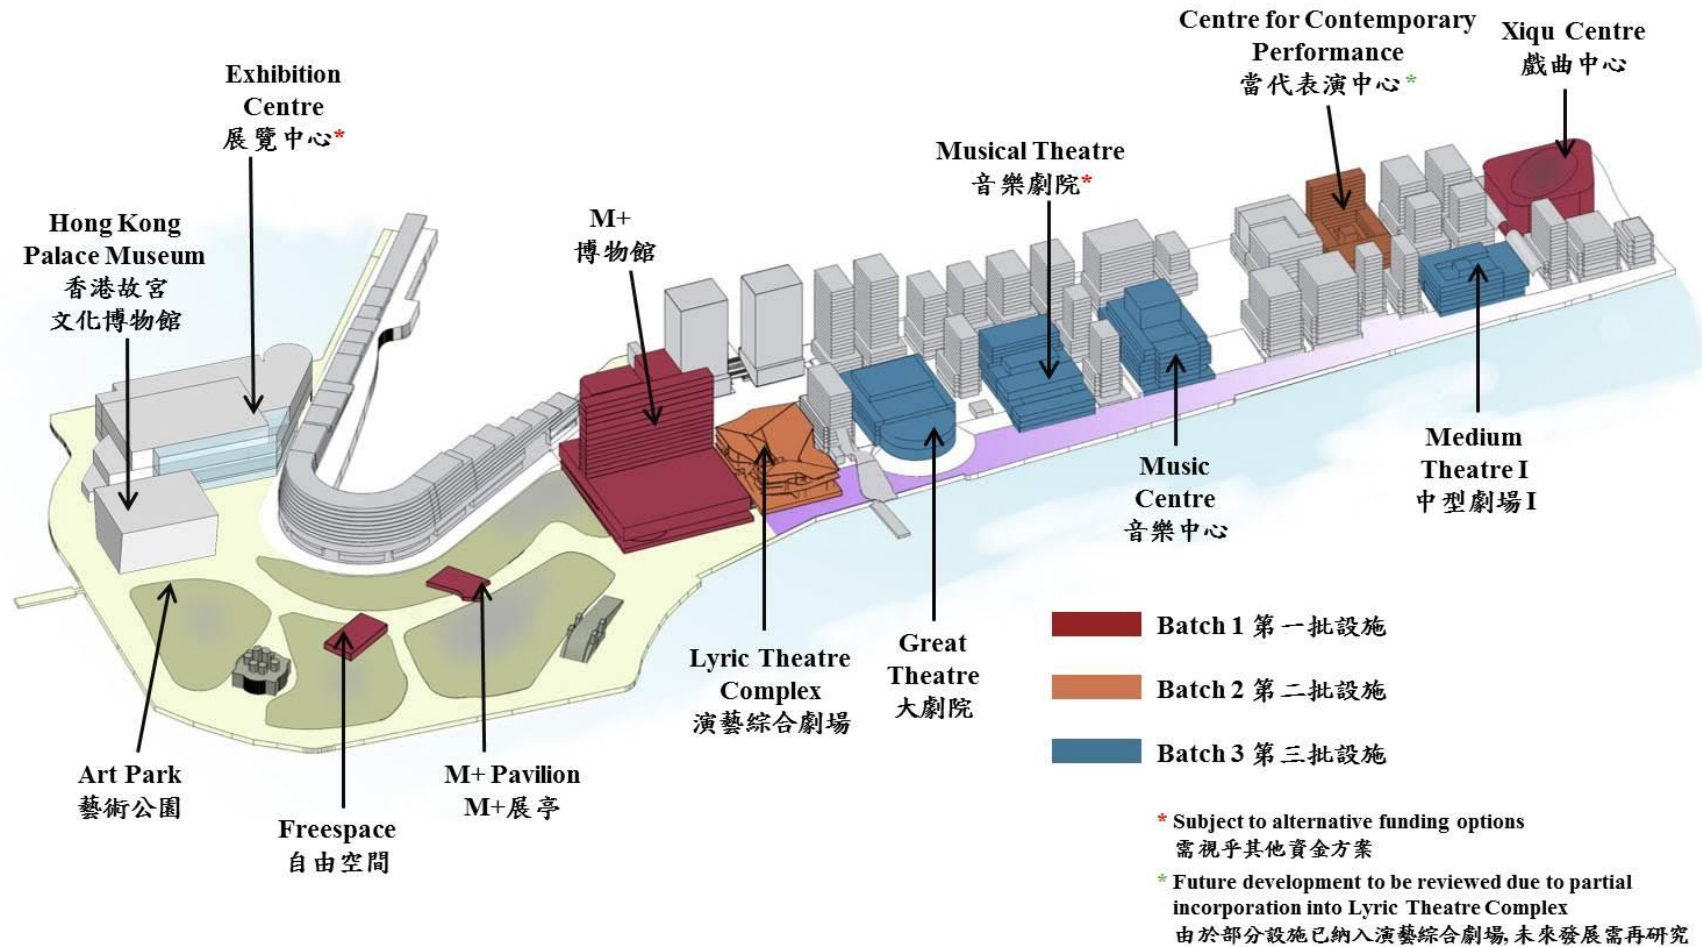 Centre for Contemporary
Performance
當代表演中心*
Xiqu Centre
戲曲中心
Exhibition
Centre
展覽中心*
Musical Theatre
音樂劇院*
Hong Kong
Palace Museum
香港故宮
文化博物館
M+
博物館
Medium
Theatre I
中型劇場 I
Music
Centre
音樂中心
Great
Theatre
大劇院
Lyric Theatre
Complex
演藝綜合劇場
Art Park
藝術公園
M+ Pavilion
M+展亭
Freespace
自由空間
Batch 1 第一批設施
Batch 2 第二批設施
Batch 3 第三批設施
* Subject to alternative funding options
需視乎其他資金方案
* Future development to be reviewed due to partial
incorporation into Lyric Theatre Complex
由於部分設施已納入演藝綜合劇場, 未來發展需再研究